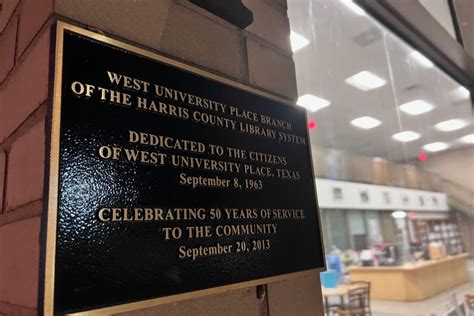 WEST UNIVERSITY PLACE BRANCH
OF THE HARRIS COUNTY LIBRARY SYSTEM
DEDICATED TO THE CITIZENS
OF WEST UNIVERSITY PLACE, TEXAS
September 8, 1963
CELEBRATING 50 YEARS OF SERVICE
TO THE COMMUNITY
September 20, 2013